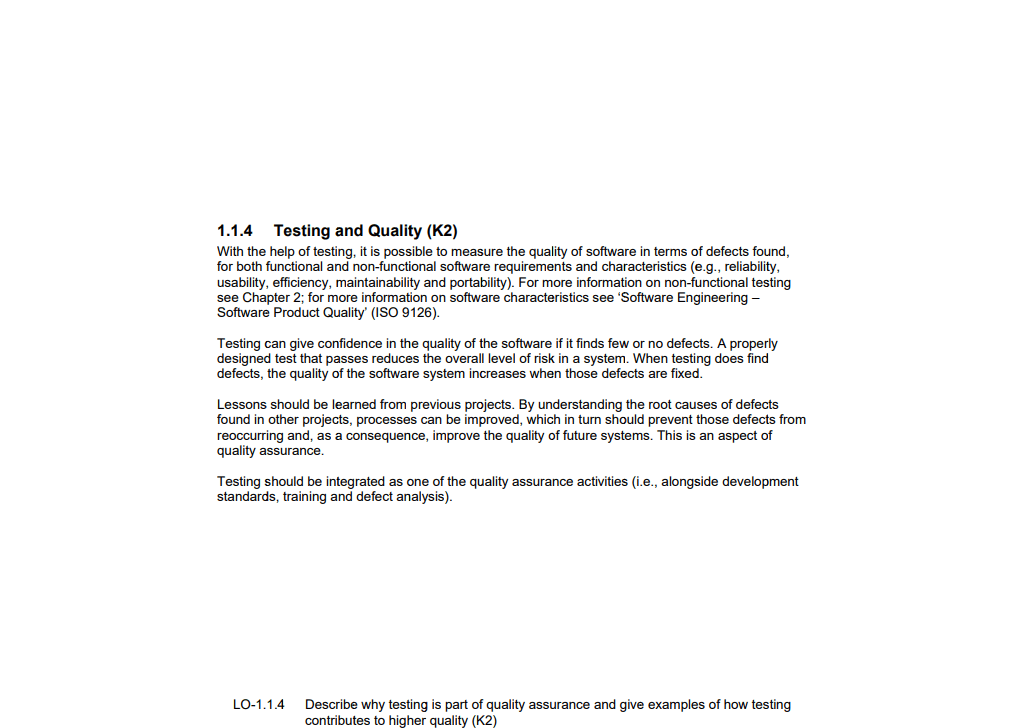 1.1.4 Testing and Quality (K2)
With the help of testing, it is possible to measure the quality of software in terms of defects found,
for both functional and non-functional software requirements and characteristics (e.g., reliability,
usability, efficiency, maintainability and portability). For more information on non-functional testing
see Chapter 2; for more information on software characteristics see ‘Software Engineering –
Software Product Quality’ (ISO 9126).
Testing can give confidence in the quality of the software if it finds few or no defects. A properly
designed test that passes reduces the overall level of risk in a system. When testing does find
defects, the quality of the software system increases when those defects are fixed.
Lessons should be learned from previous projects. By understanding the root causes of defects
found in other projects, processes can be improved, which in turn should prevent those defects from
reoccurring and, as a consequence, improve the quality of future systems. This is an aspect of
quality assurance.
Testing should be integrated as one of the quality assurance activities (i.e., alongside development
standards, training and defect analysis).
LO-1.1.4 Describe why testing is part of quality assurance and give examples of how testing
contributes to higher quality (K2)